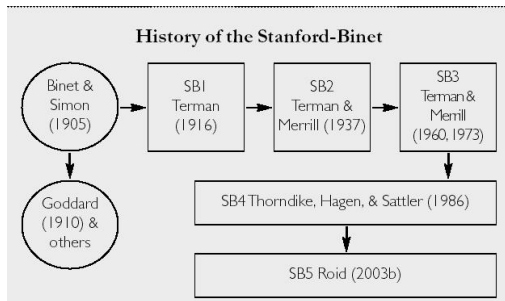 History of the Stanford-Binet
Binet &
Simon
(1905)
SB1
Terman
(1916)
SB2
Terman &
Merrill (1937)
SB3
Terman &
Merrill
(1960, 1973)
Goddard
(1910) &
others
SB4 Thorndike, Hagen, & Sattler (1986)
SB5 Roid (2003b)